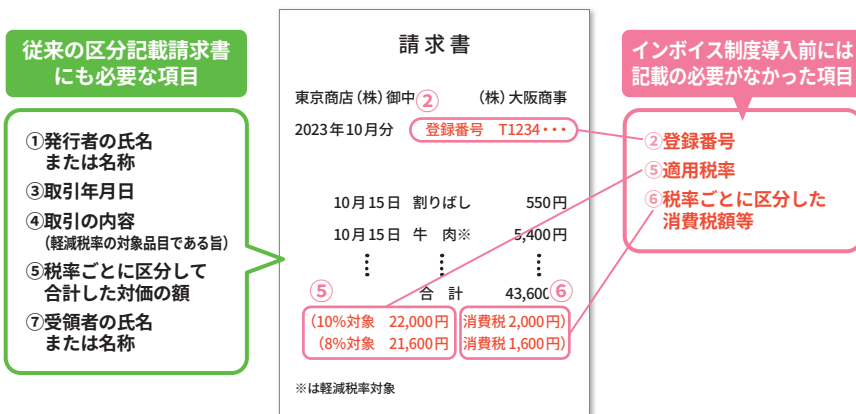 従来の区分記載請求書
にも必要な項目
①発行者の氏名
または名称
③取引年月日
④取引の内容
（軽減税率の対象品目である旨）
⑤税率ごとに区分して
合計した対価の額
⑦受領者の氏名
または名称
請求書
東京商店（株）御中 ② （株）大阪商事
2023年10月分 登録番号 T1234・・・
10月15日 割りばし 550円
10月15日 牛 肉※ 5,400円
⑤ ⑥
合 計 43,600
（10%対象 22,000円 消費税 2,000円）
（8%対象 21,600円 消費税 1,600円）
※は軽減税率対象
インボイス制度導入前には
記載の必要がなかった項目
②登録番号
⑤適用税率
⑥税率ごとに区分した
消費税額等